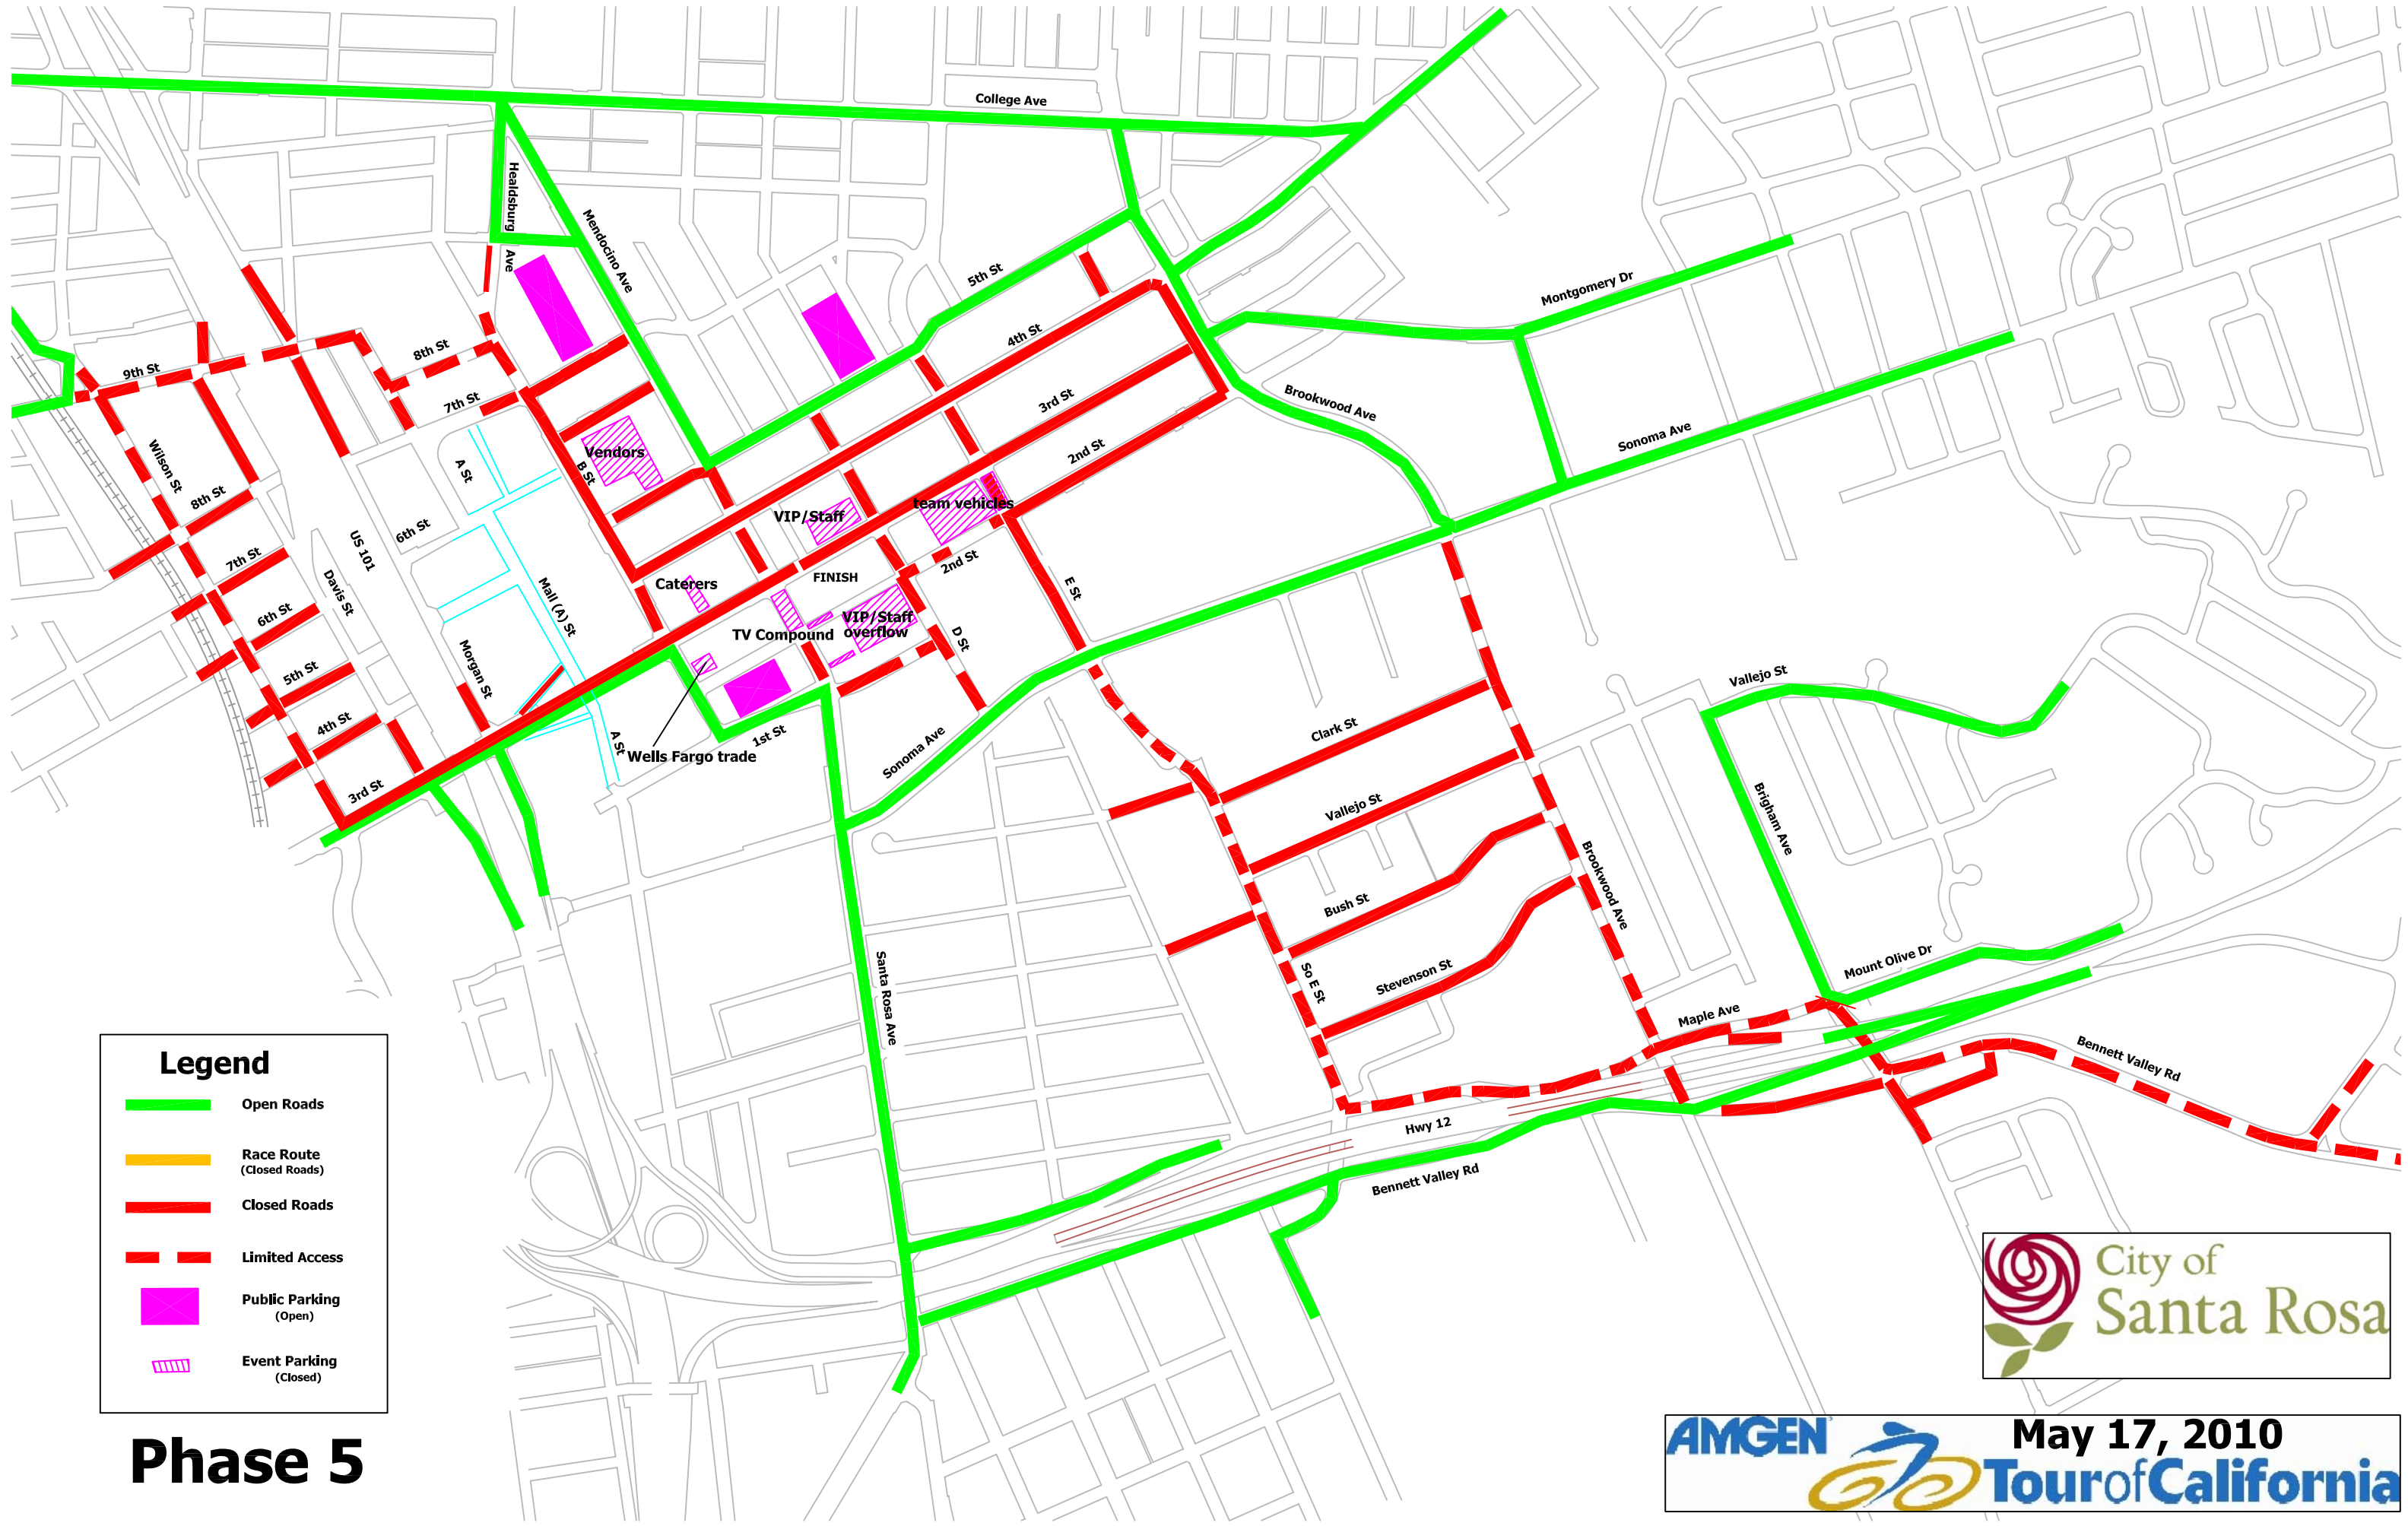 College Ave
Healdsburg
Ave
Mendocino Ave
5th St
4th St
3rd St
2nd St
Montgomery Dr
Brookwood Ave
Sonoma Ave
9th St
8th St
7th St
Wilson St
8th St
A St
B St
Vendors
6th St
US 101
VIP/Staff
team vehicles
7th St
Davis St
Mall (A) St
Caterers
FINISH
2nd St
E St
6th St
VIP/Staff
overflow
TV Compound
D St
5th St
Morgan St
4th St
A St
1st St
Wells Fargo trade
Sonoma Ave
3rd St
Clark St
Vallejo St
Vallejo St
Brigham Ave
Bush St
Brookwood Ave
Stevenson St
So E St
Santa Rosa Ave
Mount Olive Dr
Maple Ave
Bennett Valley Rd
Hwy 12
Bennett Valley Rd
Legend
Open Roads
Race Route
(Closed Roads)
Closed Roads
Limited Access
Public Parking
(Open)
Event Parking
(Closed)
Phase 5
City of
Santa Rosa
AMGEN
May 17, 2010
Tour of California